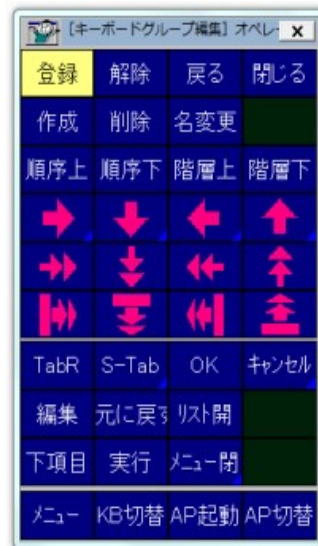 [キーボードグループ編集] オペレ
登録 解除 戻る 閉じる
作成 削除 名変更
順序上 順序下 階層上 階層下
TabR S-Tab OK キャンセル
編集 元に戻す リスト開
下項目 実行 メニュー閉
メニュー KB切替 AP起動 AP切替